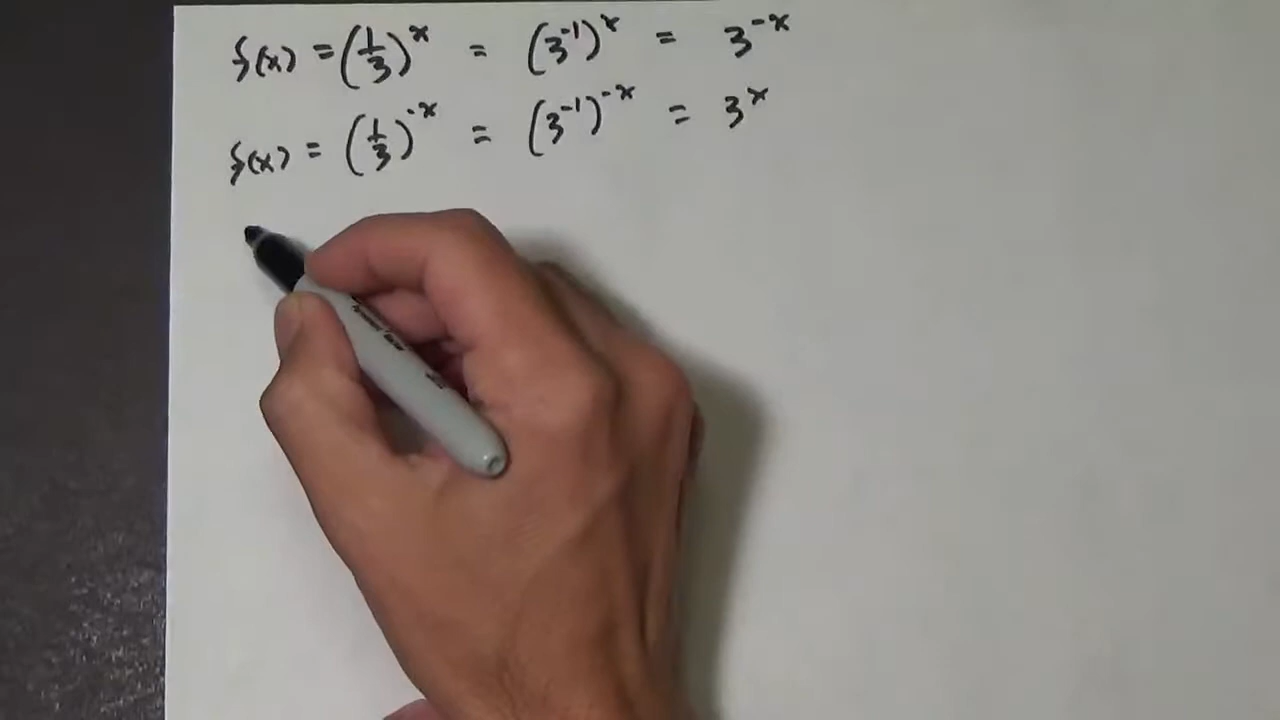 f(x) = (1/3)^x = (3^-1)^x = 3^-x
f(x) = (1/3)^-x = (3^-1)^-x = 3^x